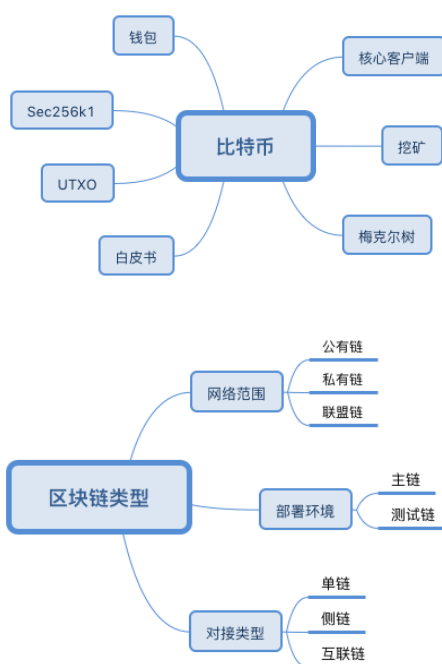 钱包
核心客户端
Sec256k1
比特币
挖矿
UTXO
梅克尔树
白皮书
公有链
网络范围
私有链
联盟链
区块链类型
主链
部署环境
测试链
单链
对接类型
侧链
互联链